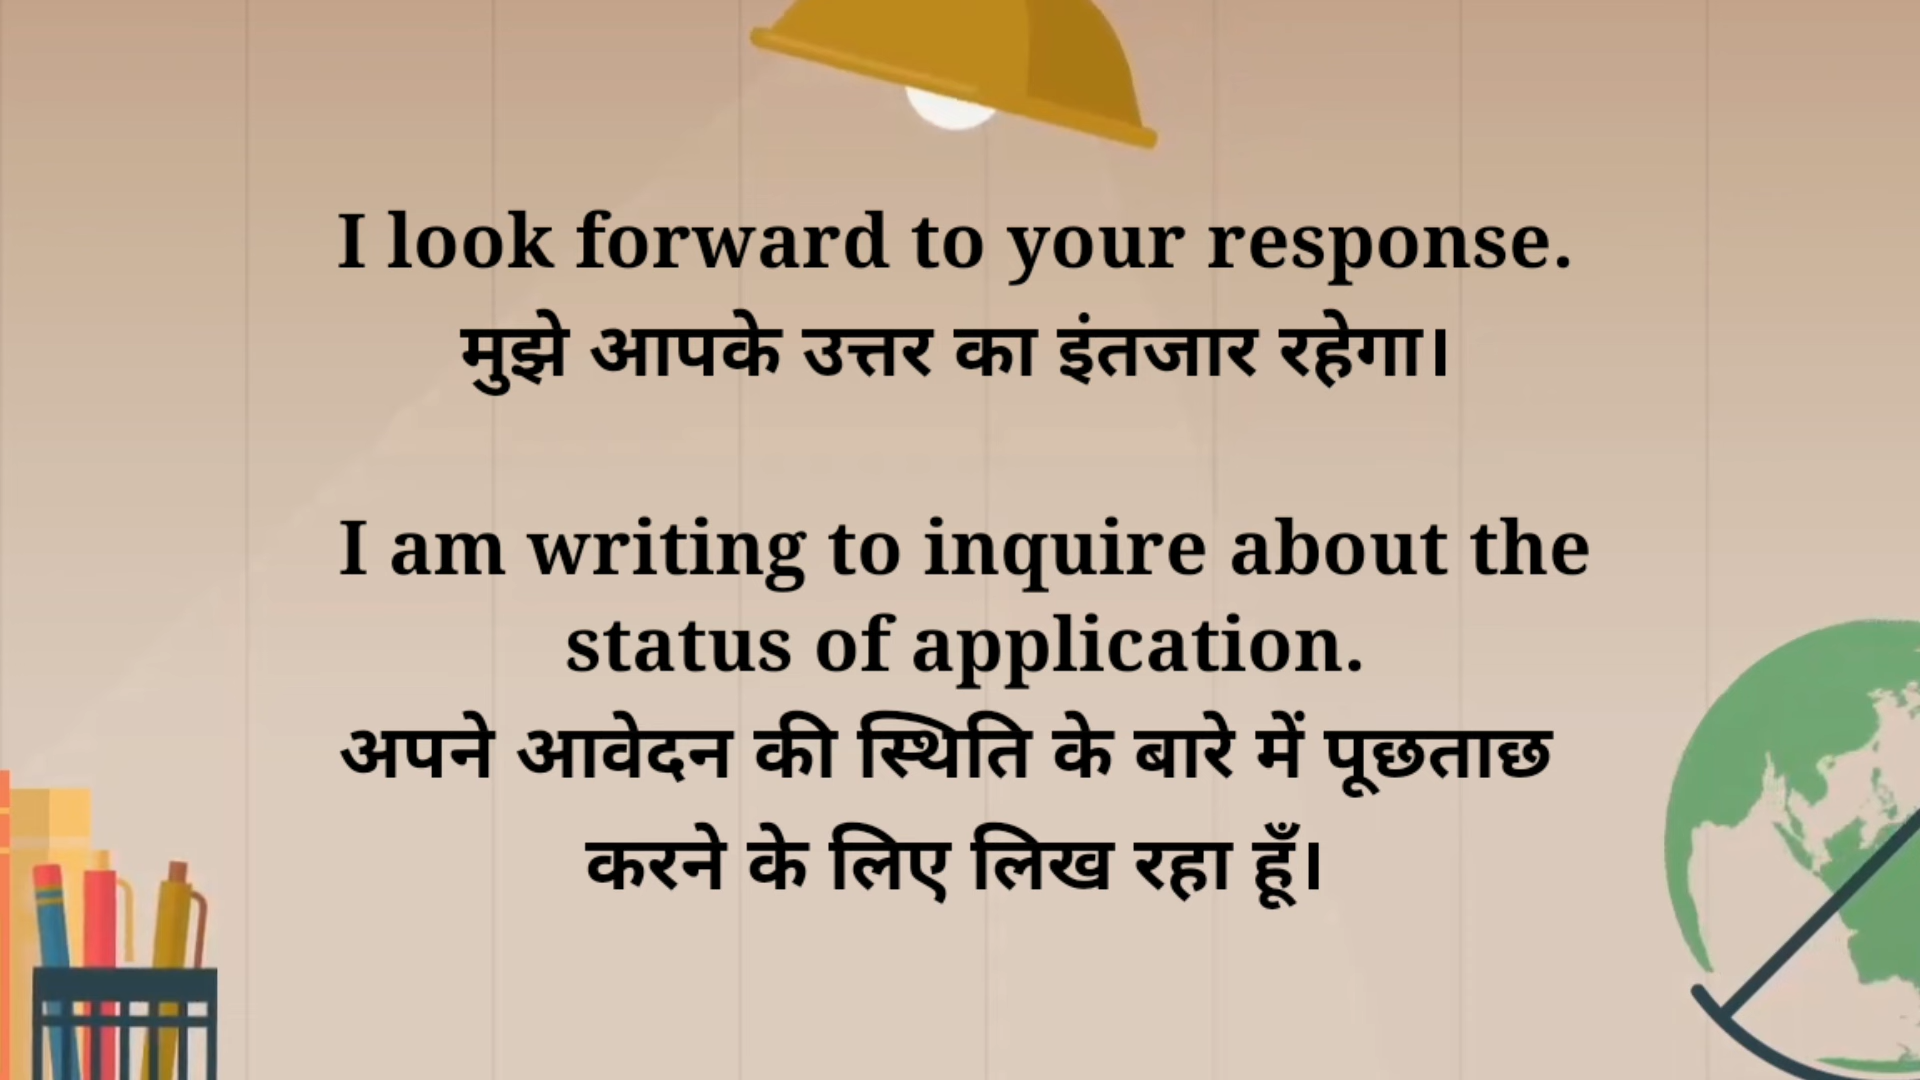 I look forward to your response.
मुझे आपके उत्तर का इंतजार रहेगा।
I am writing to inquire about the
status of application.
अपने आवेदन की स्थिति के बारे में पूछताछ
करने के लिए लिख रहा हूँ।